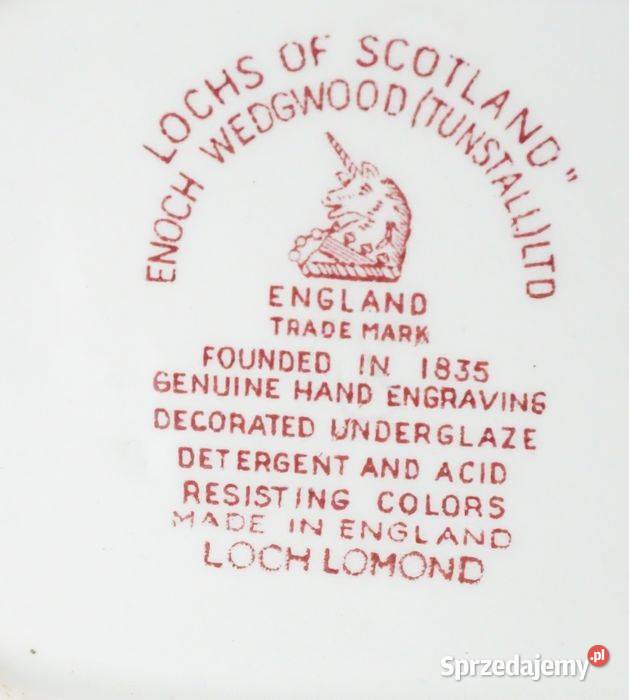 LOCHS OF SCOTLAND"
ENOCH WEDGWOOD (TUNSTALL) LTD
ENGLAND
TRADE MARK
FOUNDED IN 1835
GENUINE HAND ENGRAVING
DECORATED UNDERGLAZE
DETERGENT AND ACID
RESISTING COLORS
MADE IN ENGLAND
LOCH LOMOND
Sprzedajemy.pl